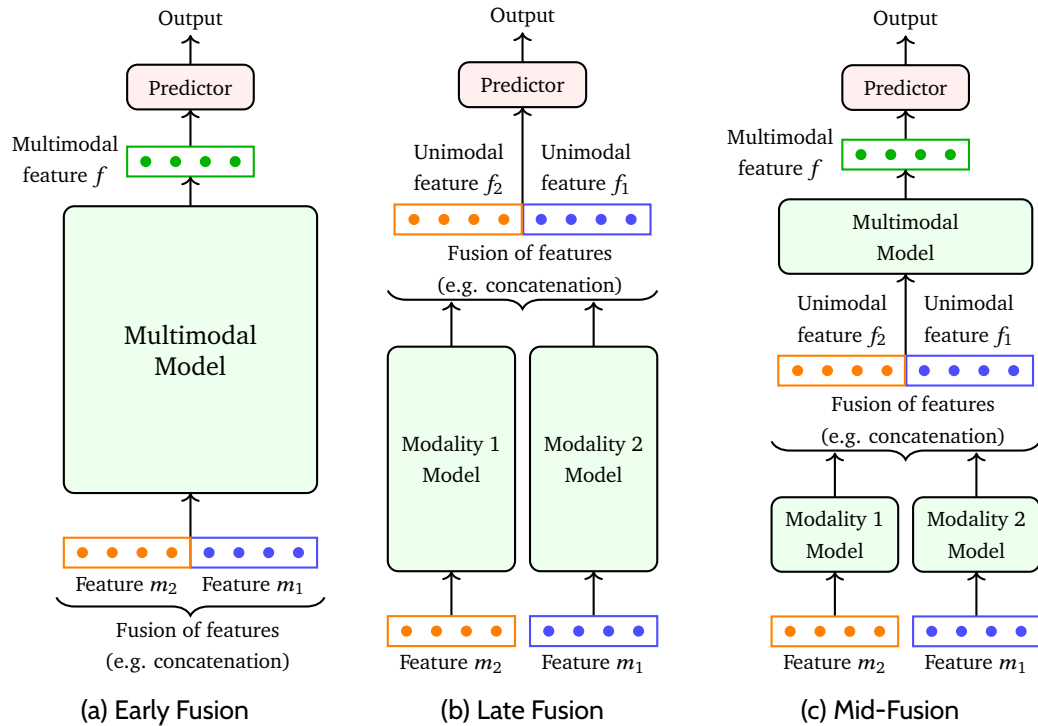 Output
Predictor
Multimodal
feature f
Multimodal
Model
Feature m₂
Feature m₁
Fusion of features
(e.g. concatenation)
(a) Early Fusion
Output
Predictor
Unimodal
feature f₂
Unimodal
feature f₁
Fusion of features
(e.g. concatenation)
Modality 1
Model
Modality 2
Model
Feature m₂
Feature m₁
(b) Late Fusion
Output
Predictor
Multimodal
feature f
Multimodal
Model
Unimodal
feature f₂
Unimodal
feature f₁
Fusion of features
(e.g. concatenation)
Modality 1
Model
Modality 2
Model
Feature m₂
Feature m₁
(c) Mid-Fusion